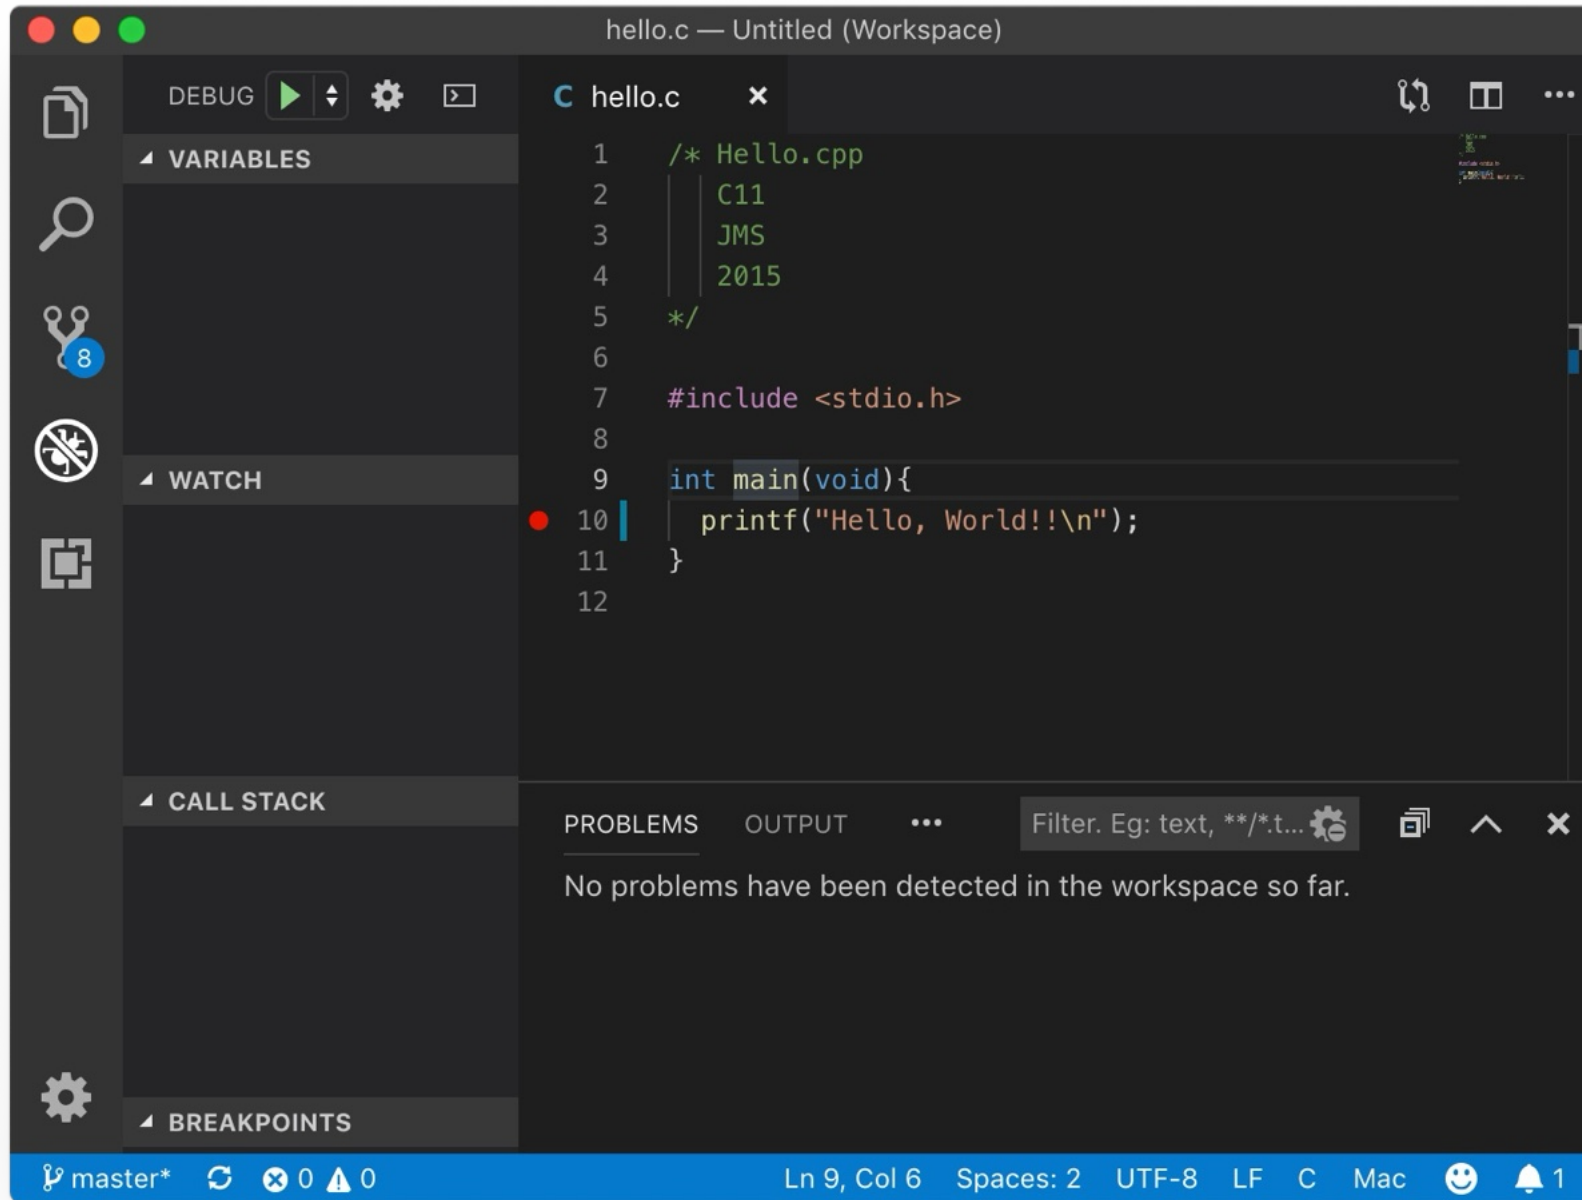 hello.c — Untitled (Workspace)
DEBUG
VARIABLES
WATCH
CALL STACK
BREAKPOINTS
8
C hello.c
1 /* Hello.cpp
2 C11
3 JMS
4 2015
5 */
6
7 #include <stdio.h>
8
9 int main(void){
10 printf("Hello, World!!\n");
11 }
12
PROBLEMS OUTPUT ••• Filter. Eg: text, **/*.t...
No problems have been detected in the workspace so far.
master* 0 0 Ln 9, Col 6 Spaces: 2 UTF-8 LF C Mac 1